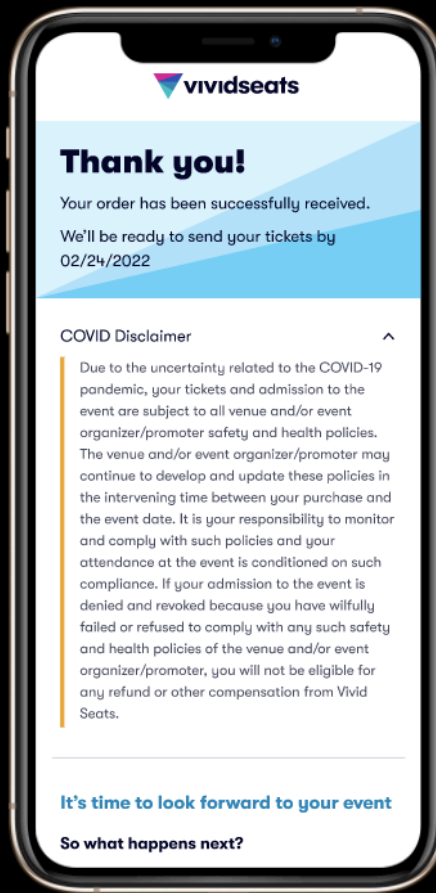 vividseats
Thank you!
Your order has been successfully received.
We'll be ready to send your tickets by
02/24/2022
COVID Disclaimer
Due to the uncertainty related to the COVID-19
pandemic, your tickets and admission to the
event are subject to all venue and/or event
organizer/promoter safety and health policies.
The venue and/or event organizer/promoter may
continue to develop and update these policies in
the intervening time between your purchase and
the event date. It is your responsibility to monitor
and comply with such policies and your
attendance at the event is conditioned on such
compliance. If your admission to the event is
denied and revoked because you have wilfully
failed or refused to comply with any such safety
and health policies of the venue and/or event
organizer/promoter, you will not be eligible for
any refund or other compensation from Vivid
Seats.
It's time to look forward to your event
So what happens next?